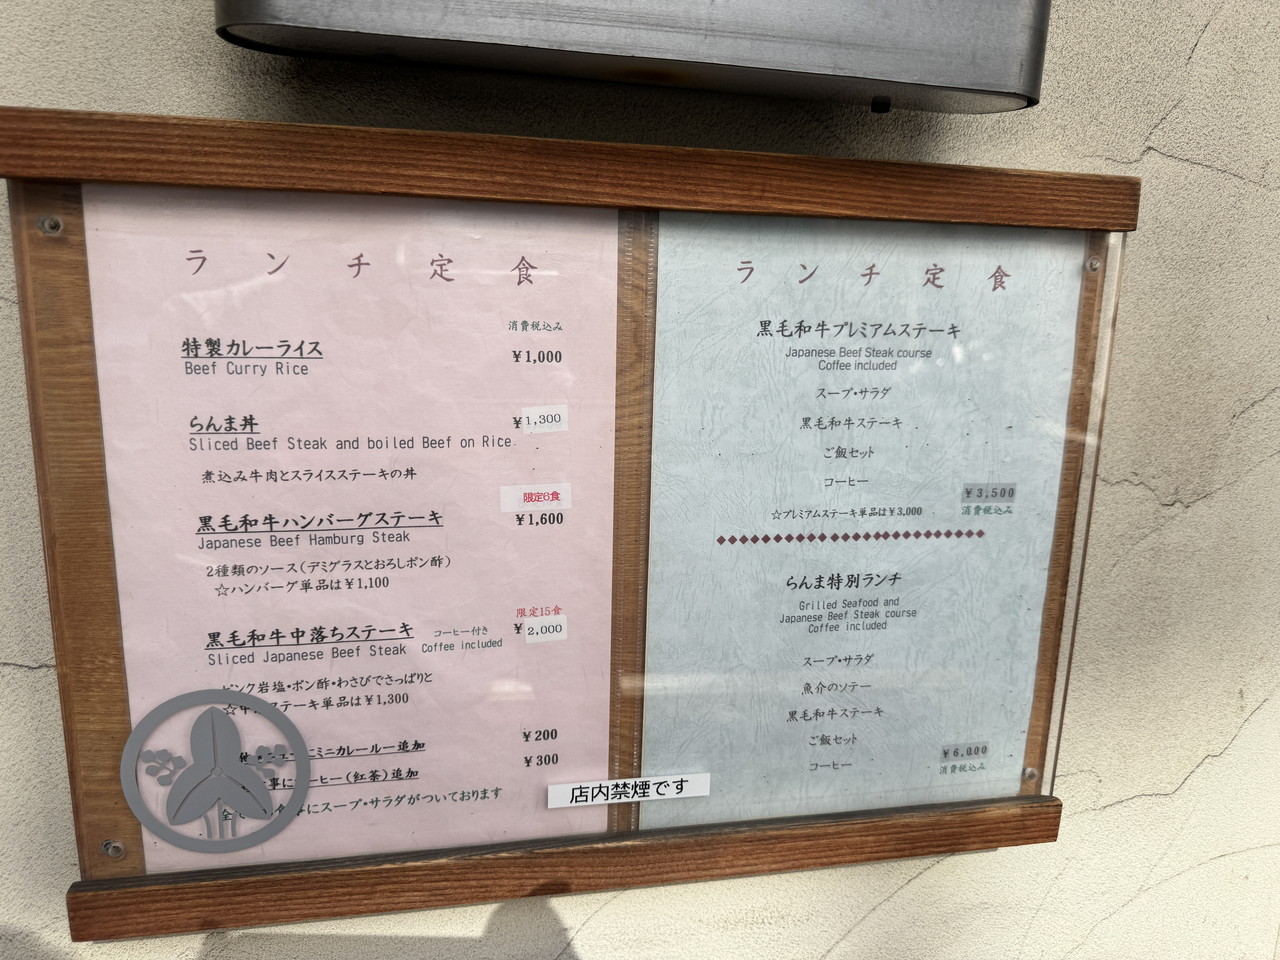 ランチ定食
消費税込み
特製カレーライス ¥1,000
Beef Curry Rice
らんま丼 ¥1,300
Sliced Beef Steak and boiled Beef on Rice
煮込み牛肉とスライスステーキの丼
限定6食
黒毛和牛ハンバーグステーキ ¥1,600
Japanese Beef Hamburg Steak
2種類のソース(デミグラスとおろしポン酢)
☆ハンバーグ単品は¥1,100
限定15食
黒毛和牛中落ちステーキ コーヒー付き ¥2,000
Sliced Japanese Beef Steak Coffee included
ピンク岩塩・ポン酢・わさびでさっぱりと
ステーキ単品は¥1,300
ミニカレールー追加 ¥200
コーヒー(紅茶)追加 ¥300
にスープ・サラダがついております
店内禁煙です
ランチ定食
黒毛和牛プレミアムステーキ
Japanese Beef Steak course
Coffee included
スープ・サラダ
黒毛和牛ステーキ
ご飯セット
コーヒー
¥3,500
☆プレミアムステーキ単品は¥3,000 消費税込み
らんま特別ランチ
Grilled Seafood and
Japanese Beef Steak course
Coffee included
スープ・サラダ
魚介のソテー
黒毛和牛ステーキ
ご飯セット
コーヒー
¥6,000
消費税込み